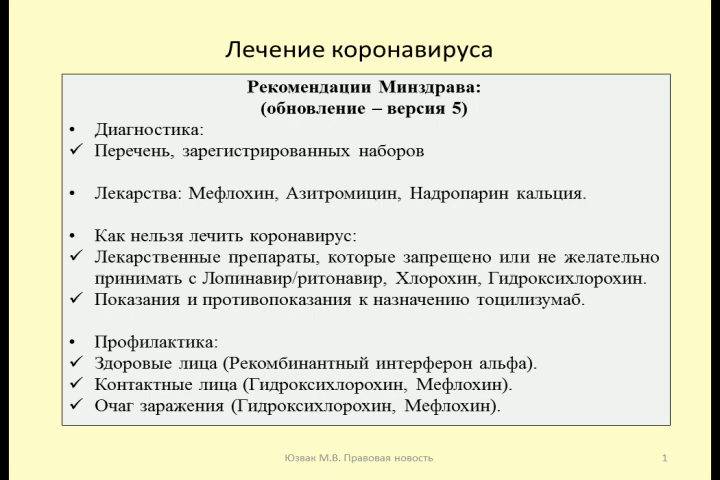 Лечение коронавируса
Рекомендации Минздрава:
(обновление – версия 5)
• Диагностика:
✓ Перечень, зарегистрированных наборов
• Лекарства: Мефлохин, Азитромицин, Надропарин кальция.
• Как нельзя лечить коронавирус:
✓ Лекарственные препараты, которые запрещено или не желательно
принимать с Лопинавир/ритонавир, Хлорохин, Гидроксихлорохин.
✓ Показания и противопоказания к назначению тоцилизумаб.
• Профилактика:
✓ Здоровые лица (Рекомбинантный интерферон альфа).
✓ Контактные лица (Гидроксихлорохин, Мефлохин).
✓ Очаг заражения (Гидроксихлорохин, Мефлохин).
Юзвак М.В. Правовая новость 1